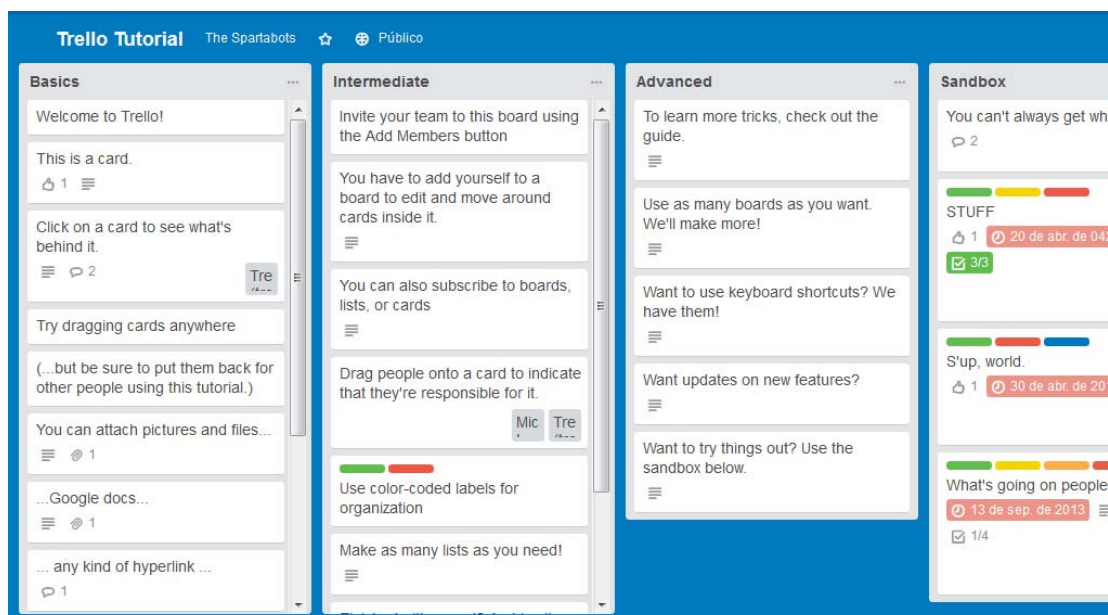 Trello Tutorial The Spartabots Público
Basics
Welcome to Trello!
This is a card.
1
Click on a card to see what's
behind it.
2
Tre
Try dragging cards anywhere
(...but be sure to put them back for
other people using this tutorial.)
You can attach pictures and files...
1
...Google docs...
1
... any kind of hyperlink ...
1
Intermediate
Invite your team to this board using
the Add Members button
You have to add yourself to a
board to edit and move around
cards inside it.
You can also subscribe to boards,
lists, or cards
Drag people onto a card to indicate
that they're responsible for it.
Mic Tre
Use color-coded labels for
organization
Make as many lists as you need!
Advanced
To learn more tricks, check out the
guide.
Use as many boards as you want.
We'll make more!
Want to use keyboard shortcuts? We
have them!
Want updates on new features?
Want to try things out? Use the
sandbox below.
Sandbox
You can't always get wh
2
STUFF
1 20 de abr. de 04
3/3
S'up, world.
1 30 de abr. de 20
What's going on people
13 de sep. de 2013
1/4